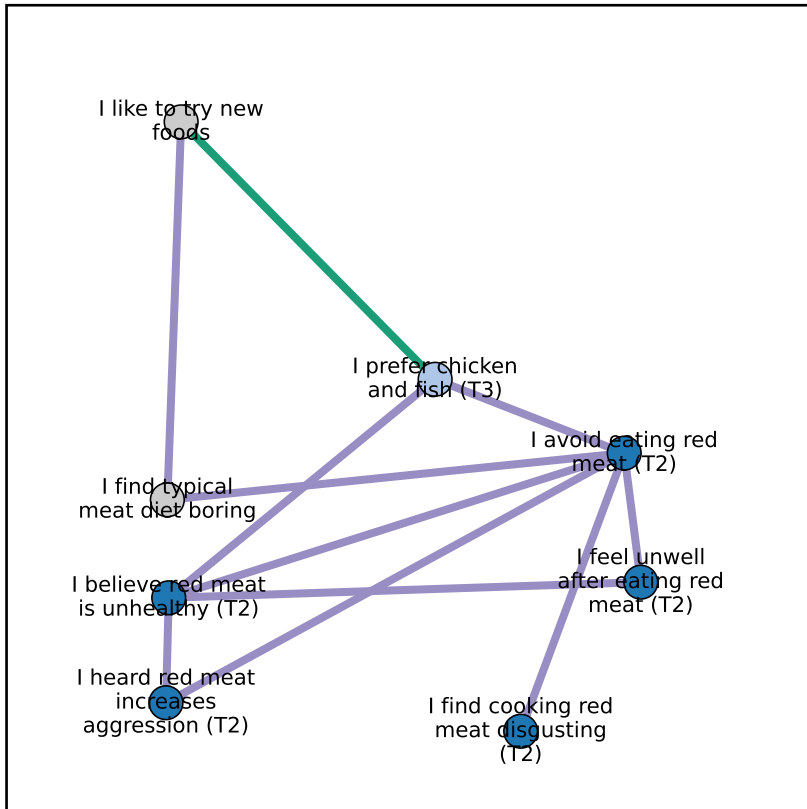 I like to try new
foods
I prefer chicken
and fish (T3)
I avoid eating red
meat (T2)
I find typical
meat diet boring
I feel unwell
after eating red
meat (T2)
I believe red meat
is unhealthy (T2)
I heard red meat
increases
aggression (T2)
I find cooking red
meat disgusting
(T2)